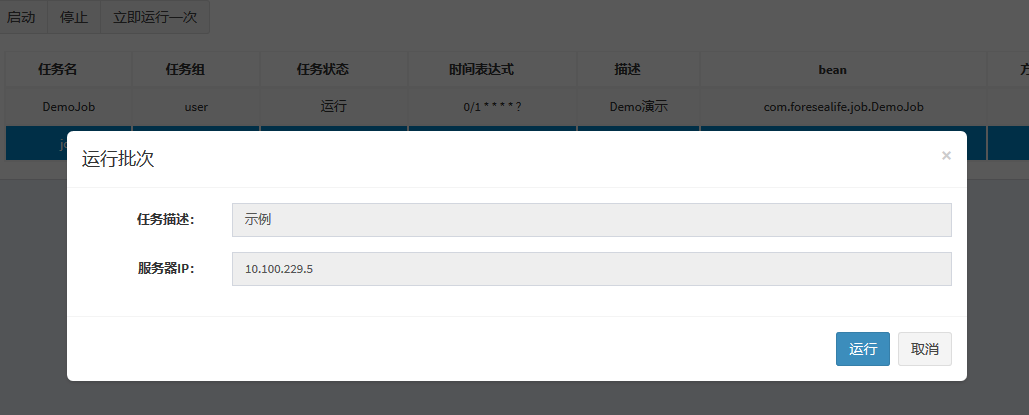 启动 停止 立即运行一次
任务名 任务组 任务状态 时间表达式 描述 bean
DemoJob user 运行 0/1 * * * * ? Demo演示 com.foresealife.job.DemoJob
运行批次 ×
任务描述： 示例
服务器IP： 10.100.229.5
运行 取消